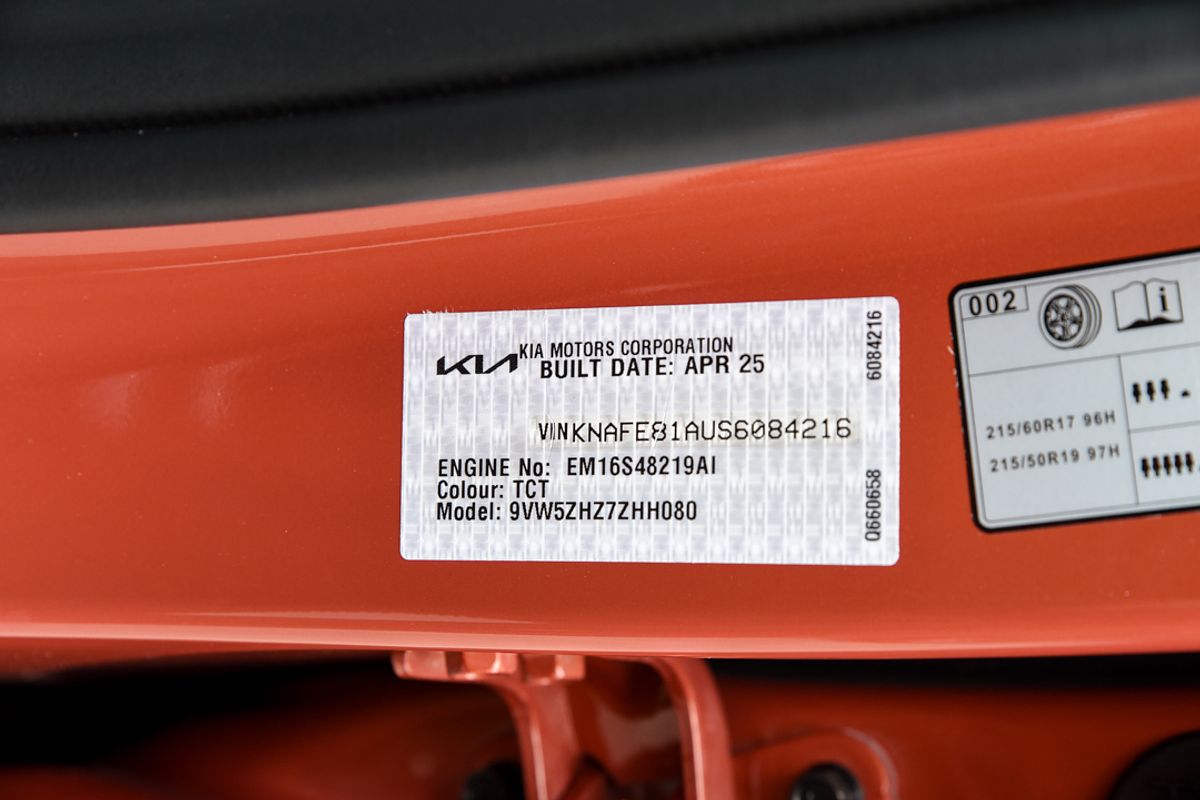 KIA KIA MOTORS CORPORATION
BUILT DATE: APR 25
VIN KNAFE81AUS6084216
ENGINE No: EM16S48219AI
Colour: TCT
Model: 9VW5ZHZ7ZHH080
6084216
Q660658
002
215/60R17 96H
215/50R19 97H